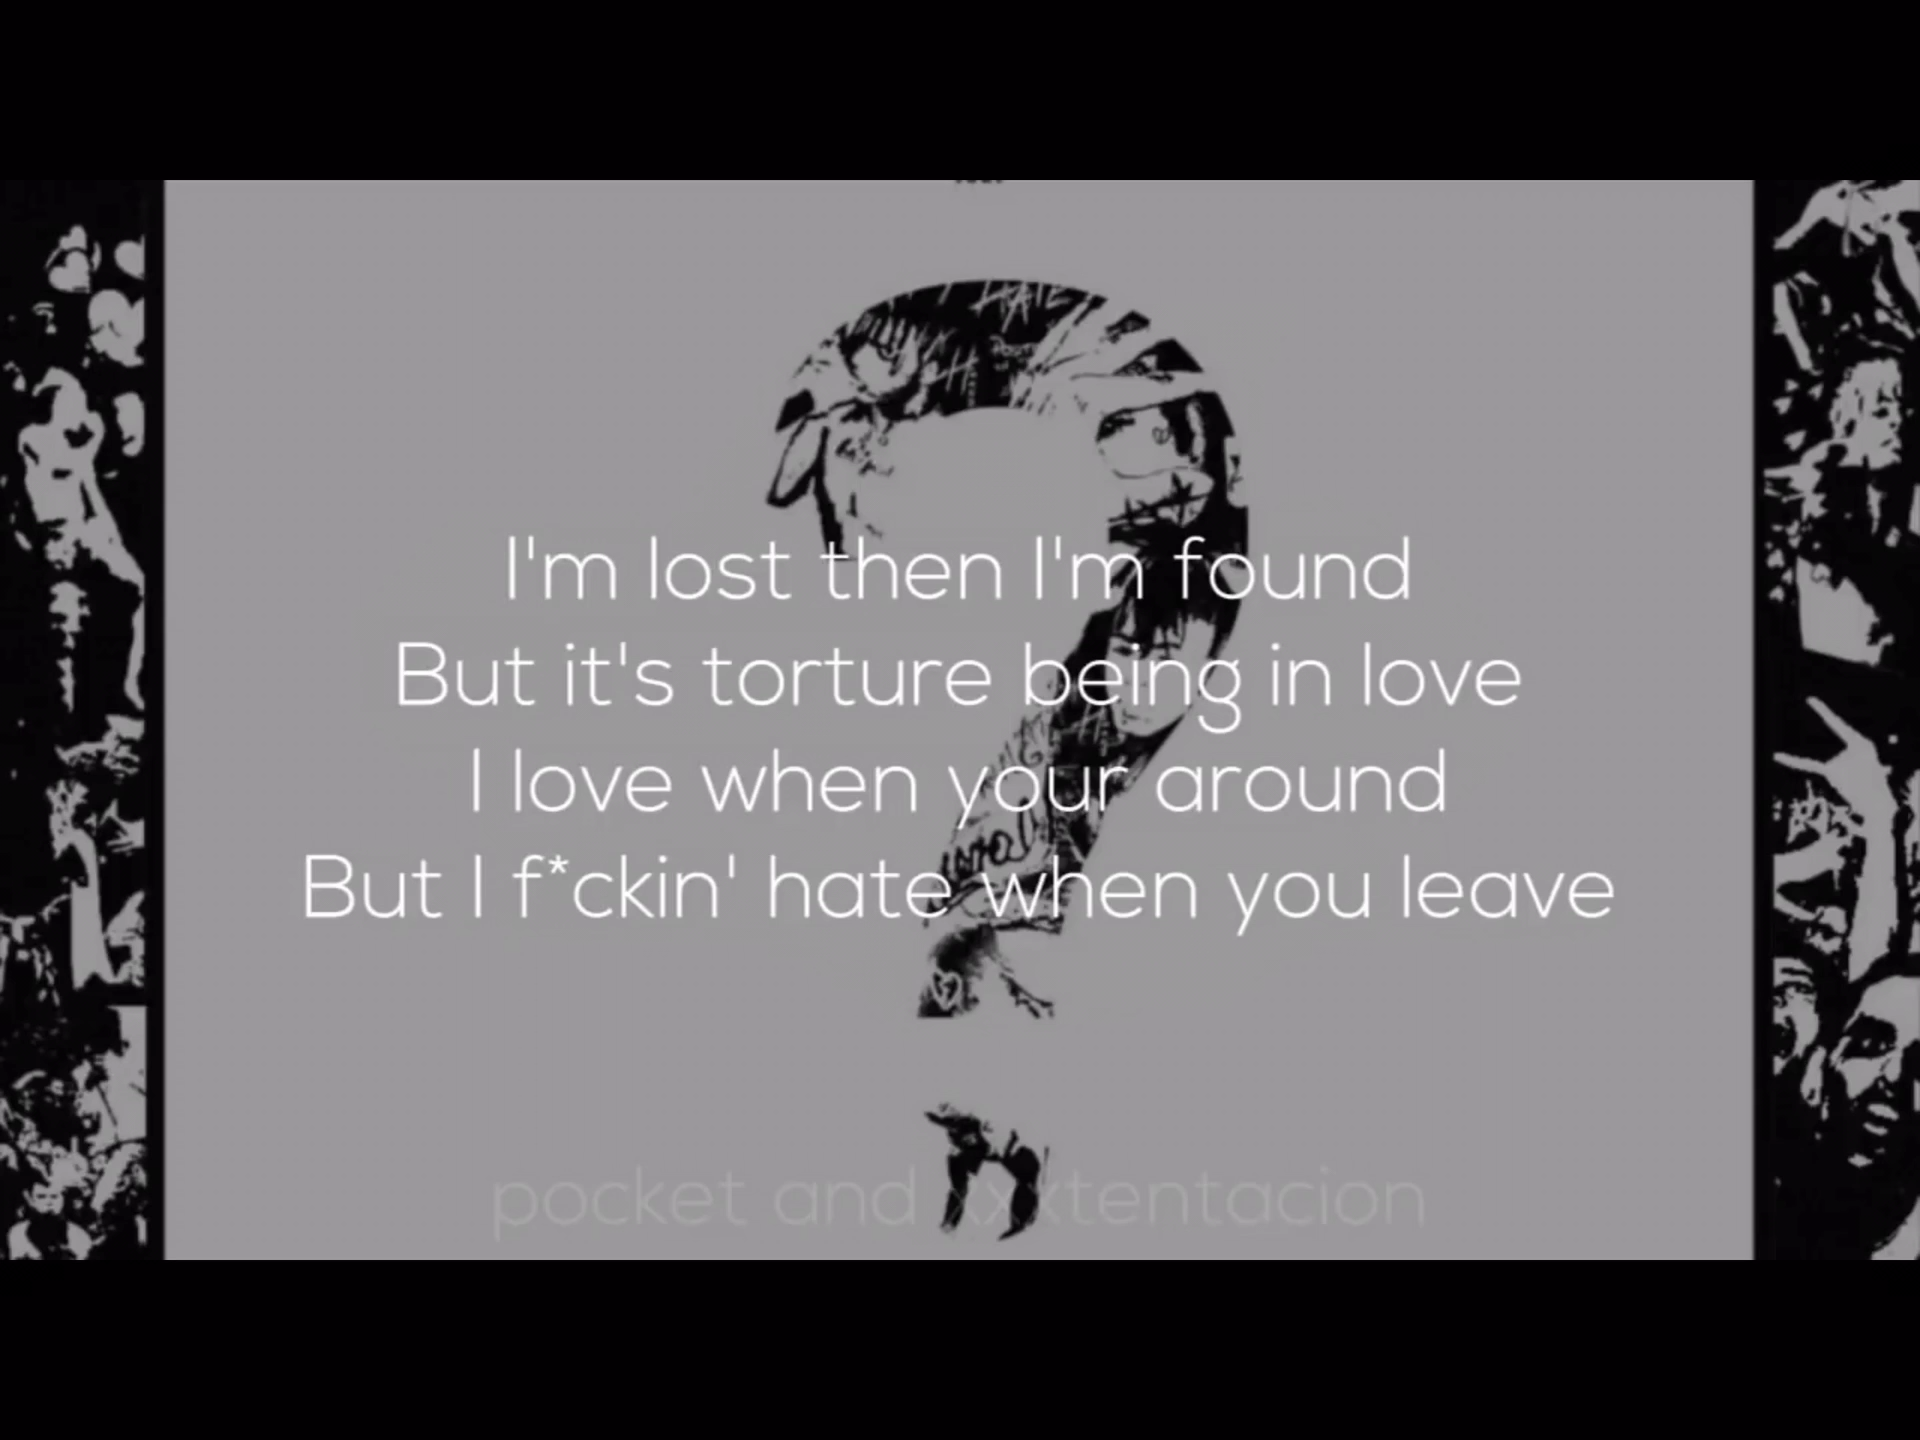 HATE
I'm lost then I'm found
But it's torture being in love
I love when your around
But I f*ckin' hate when you leave
pocket and xxxtentacion